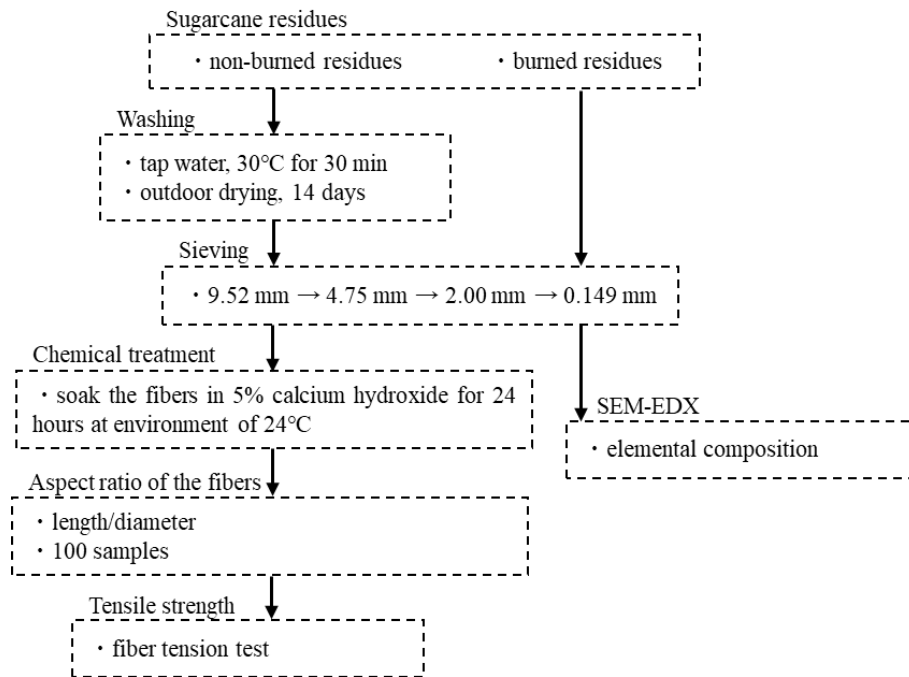 Sugarcane residues
・non-burned residues ・burned residues
Washing
・tap water, 30℃ for 30 min
・outdoor drying, 14 days
Sieving
・9.52 mm → 4.75 mm → 2.00 mm → 0.149 mm
Chemical treatment
・soak the fibers in 5% calcium hydroxide for 24
hours at environment of 24℃
SEM-EDX
・elemental composition
Aspect ratio of the fibers
・length/diameter
・100 samples
Tensile strength
・fiber tension test